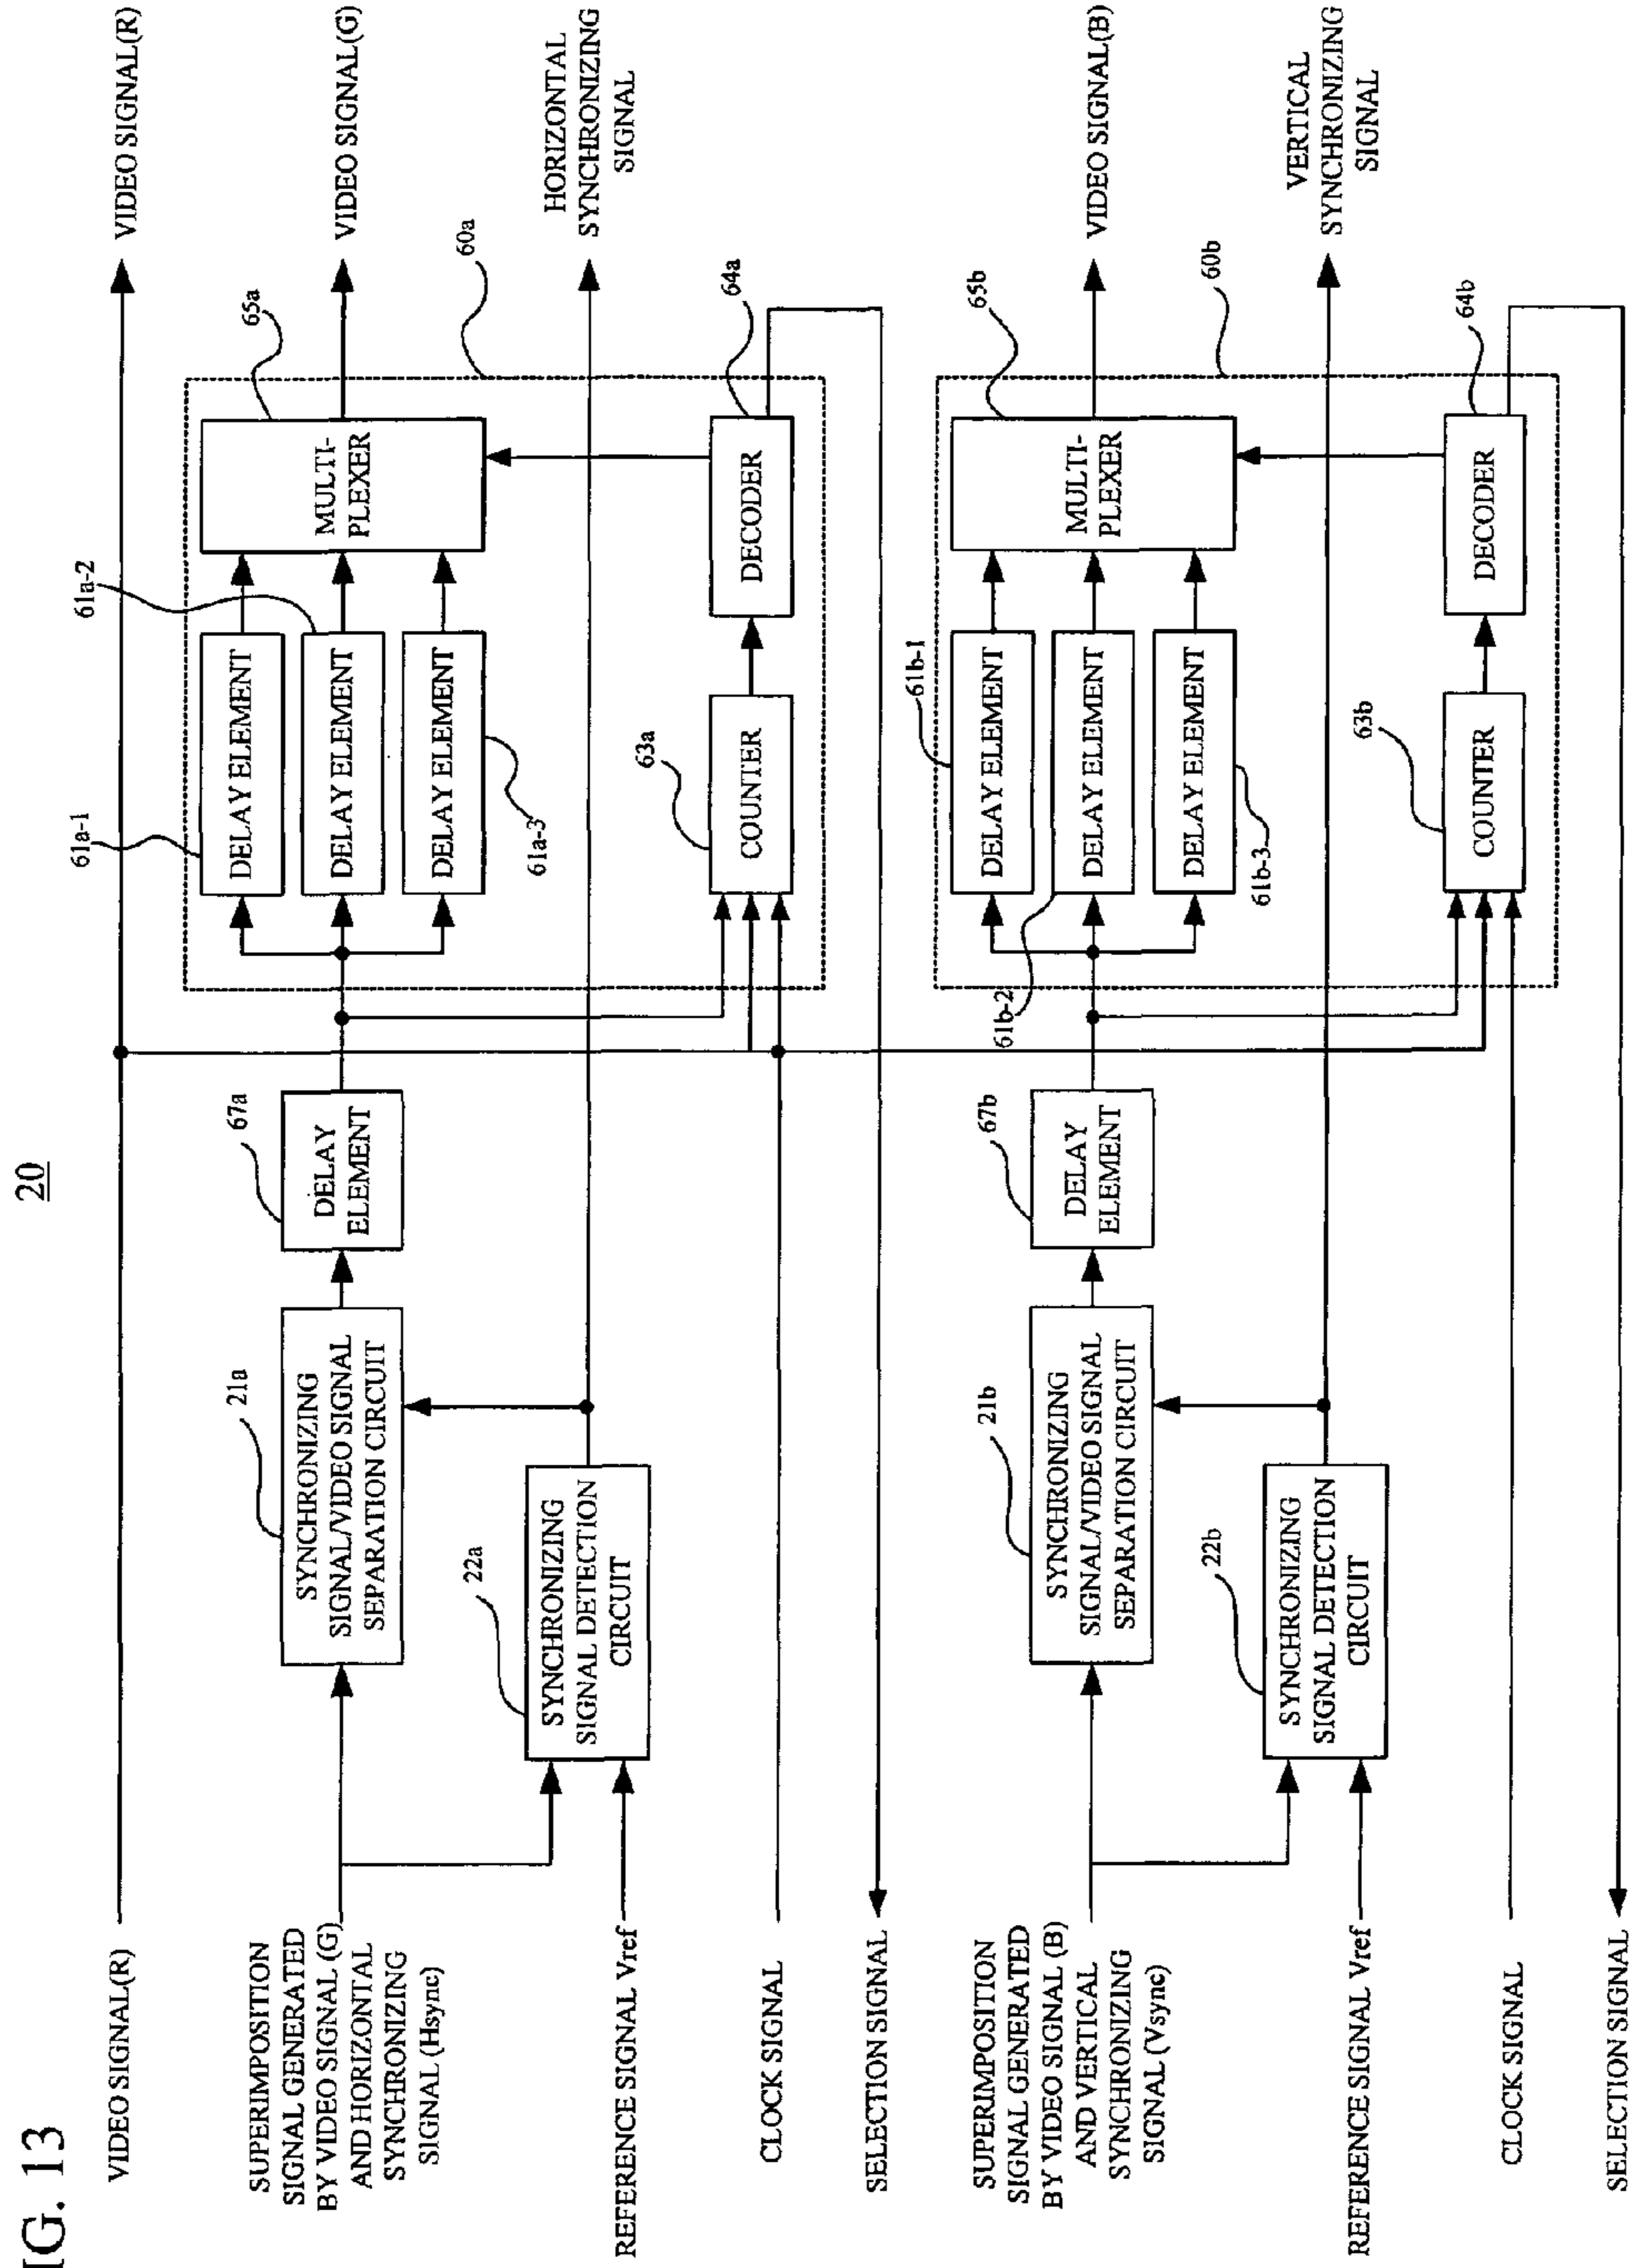 IG. 13
20
VIDEO SIGNAL(R)
VIDEO SIGNAL(R)
SUPERIMPOSITION
SIGNAL GENERATED
BY VIDEO SIGNAL (G)
AND HORIZONTAL
SYNCHRONIZING
SIGNAL (Hsync)
REFERENCE SIGNAL Vref
CLOCK SIGNAL
SELECTION SIGNAL
21a
SYNCHRONIZING
SIGNAL/VIDEO SIGNAL
SEPARATION CIRCUIT
22a
SYNCHRONIZING
SIGNAL DETECTION
CIRCUIT
67a
DELAY
ELEMENT
61a-1
DELAY ELEMENT
61a-2
DELAY ELEMENT
DELAY ELEMENT
61a-3
65a
MULTI-
PLEXER
63a
COUNTER
64a
DECODER
60a
VIDEO SIGNAL(G)
HORIZONTAL
SYNCHRONIZING
SIGNAL
SUPERIMPOSITION
SIGNAL GENERATED
BY VIDEO SIGNAL (B)
AND VERTICAL
SYNCHRONIZING
SIGNAL (Vsync)
REFERENCE SIGNAL Vref
CLOCK SIGNAL
SELECTION SIGNAL
21b
SYNCHRONIZING
SIGNAL/VIDEO SIGNAL
SEPARATION CIRCUIT
22b
SYNCHRONIZING
SIGNAL DETECTION
CIRCUIT
67b
DELAY
ELEMENT
61b-1
DELAY ELEMENT
61b-2
DELAY ELEMENT
DELAY ELEMENT
61b-3
65b
MULTI-
PLEXER
63b
COUNTER
64b
DECODER
60b
VIDEO SIGNAL(B)
VERTICAL
SYNCHRONIZING
SIGNAL